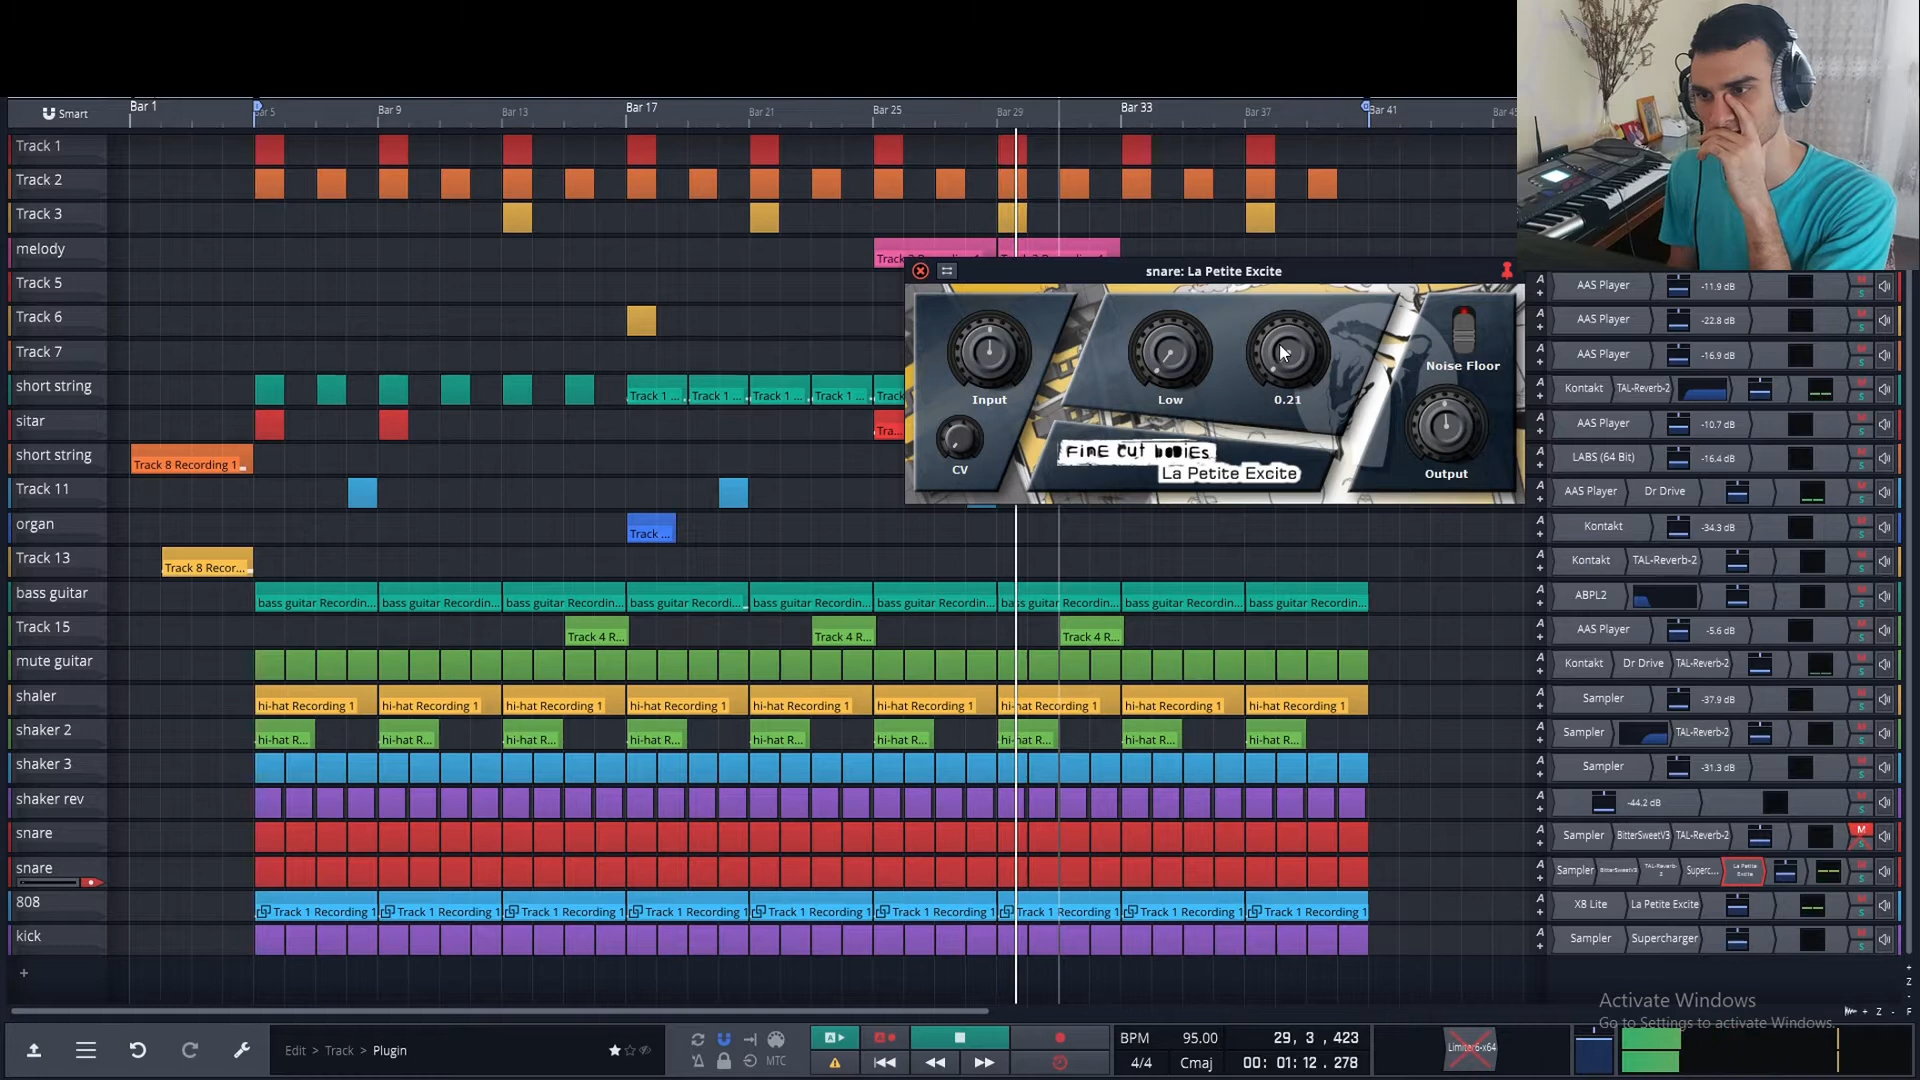 Smart
Bar 1
Bar 5
Bar 9
Bar 13
Bar 17
Bar 21
Bar 25
Bar 29
Bar 33
Bar 37
Bar 41
Track 1
Track 2
Track 3
melody
Track 5
Track 6
Track 7
short string
Track 1 ...
Track 1 ...
Track 1 ...
Track 1 ...
sitar
Tra...
short string
Track 8 Recording 1
Track 11
organ
Track ...
Track 13
Track 8 Recor...
bass guitar
bass guitar Recordin...
bass guitar Recordin...
bass guitar Recordin...
bass guitar Recordi...
bass guitar Recordin...
bass guitar Recordin...
bass guitar Recordin...
bass guitar Recordin...
bass guitar Recordin...
Track 15
Track 4 R...
Track 4 R...
Track 4 R...
mute guitar
shaler
hi-hat Recording 1
hi-hat Recording 1
hi-hat Recording 1
hi-hat Recording 1
hi-hat Recording 1
hi-hat Recording 1
hi-hat Recording 1
hi-hat Recording 1
hi-hat Recording 1
shaker 2
hi-hat R...
hi-hat R...
hi-hat R...
hi-hat R...
hi-hat R...
hi-hat R...
hi-hat R...
hi-hat R...
hi-hat R...
shaker 3
shaker rev
snare
snare
808
Track 1 Recording 1
Track 1 Recording 1
Track 1 Recording 1
Track 1 Recording 1
Track 1 Recording 1
Track 1 Recording 1
Track 1 Recording 1
Track 1 Recording 1
Track 1 Recording 1
kick
snare: La Petite Excite
Input
Low
0.21
Noise Floor
CV
FINE CUT BODIES
La Petite Excite
Output
AAS Player -11.9 dB
AAS Player -22.8 dB
AAS Player -16.9 dB
Kontakt TAL-Reverb-2
AAS Player -10.7 dB
LABS (64 Bit) -16.4 dB
AAS Player Dr Drive
Kontakt -34.3 dB
Kontakt TAL-Reverb-2
ABPL2
AAS Player -5.6 dB
Kontakt Dr Drive TAL-Reverb-2
Sampler -37.9 dB
Sampler TAL-Reverb-2
Sampler -31.3 dB
-44.2 dB
Sampler BitterSweetV3 TAL-Reverb-2
Sampler BitterSweetV3 TAL-Reverb-2 Superc... La Petite Excite
X8 Lite La Petite Excite
Sampler Supercharger
Activate Windows
Go to Settings to activate Windows.
Edit > Track > Plugin
MTC
BPM 95.00
4/4 Cmaj
29, 3 , 423
00: 01: 12 . 278
Limiter6-x64